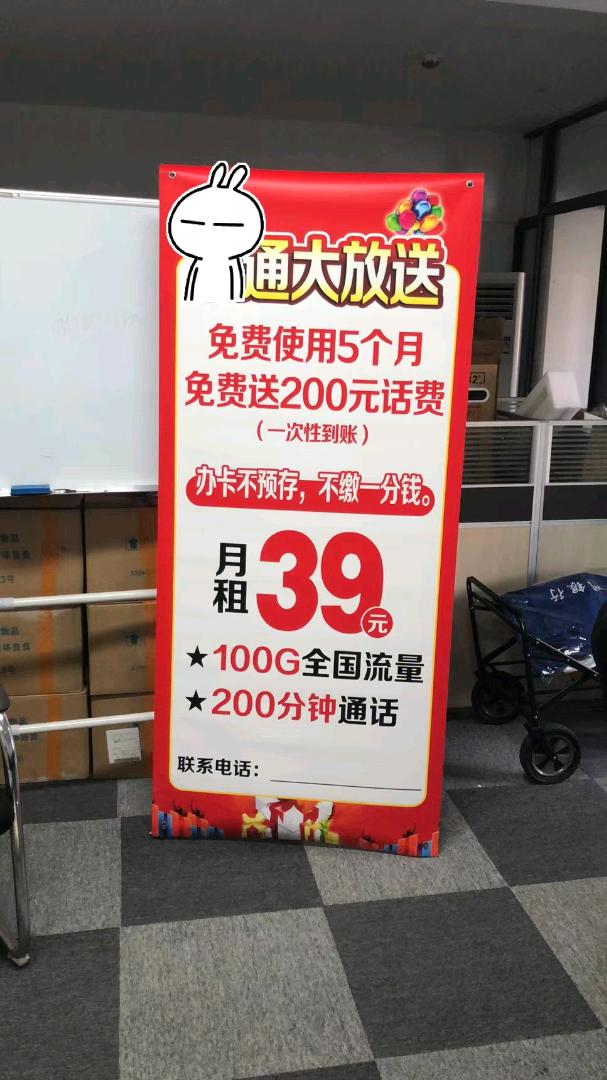 通大放送
免费使用5个月
免费送200元话费
(一次性到账)
办卡不预存，不缴一分钱。
月租39元
★100G全国流量
★200分钟通话
联系电话：
银行